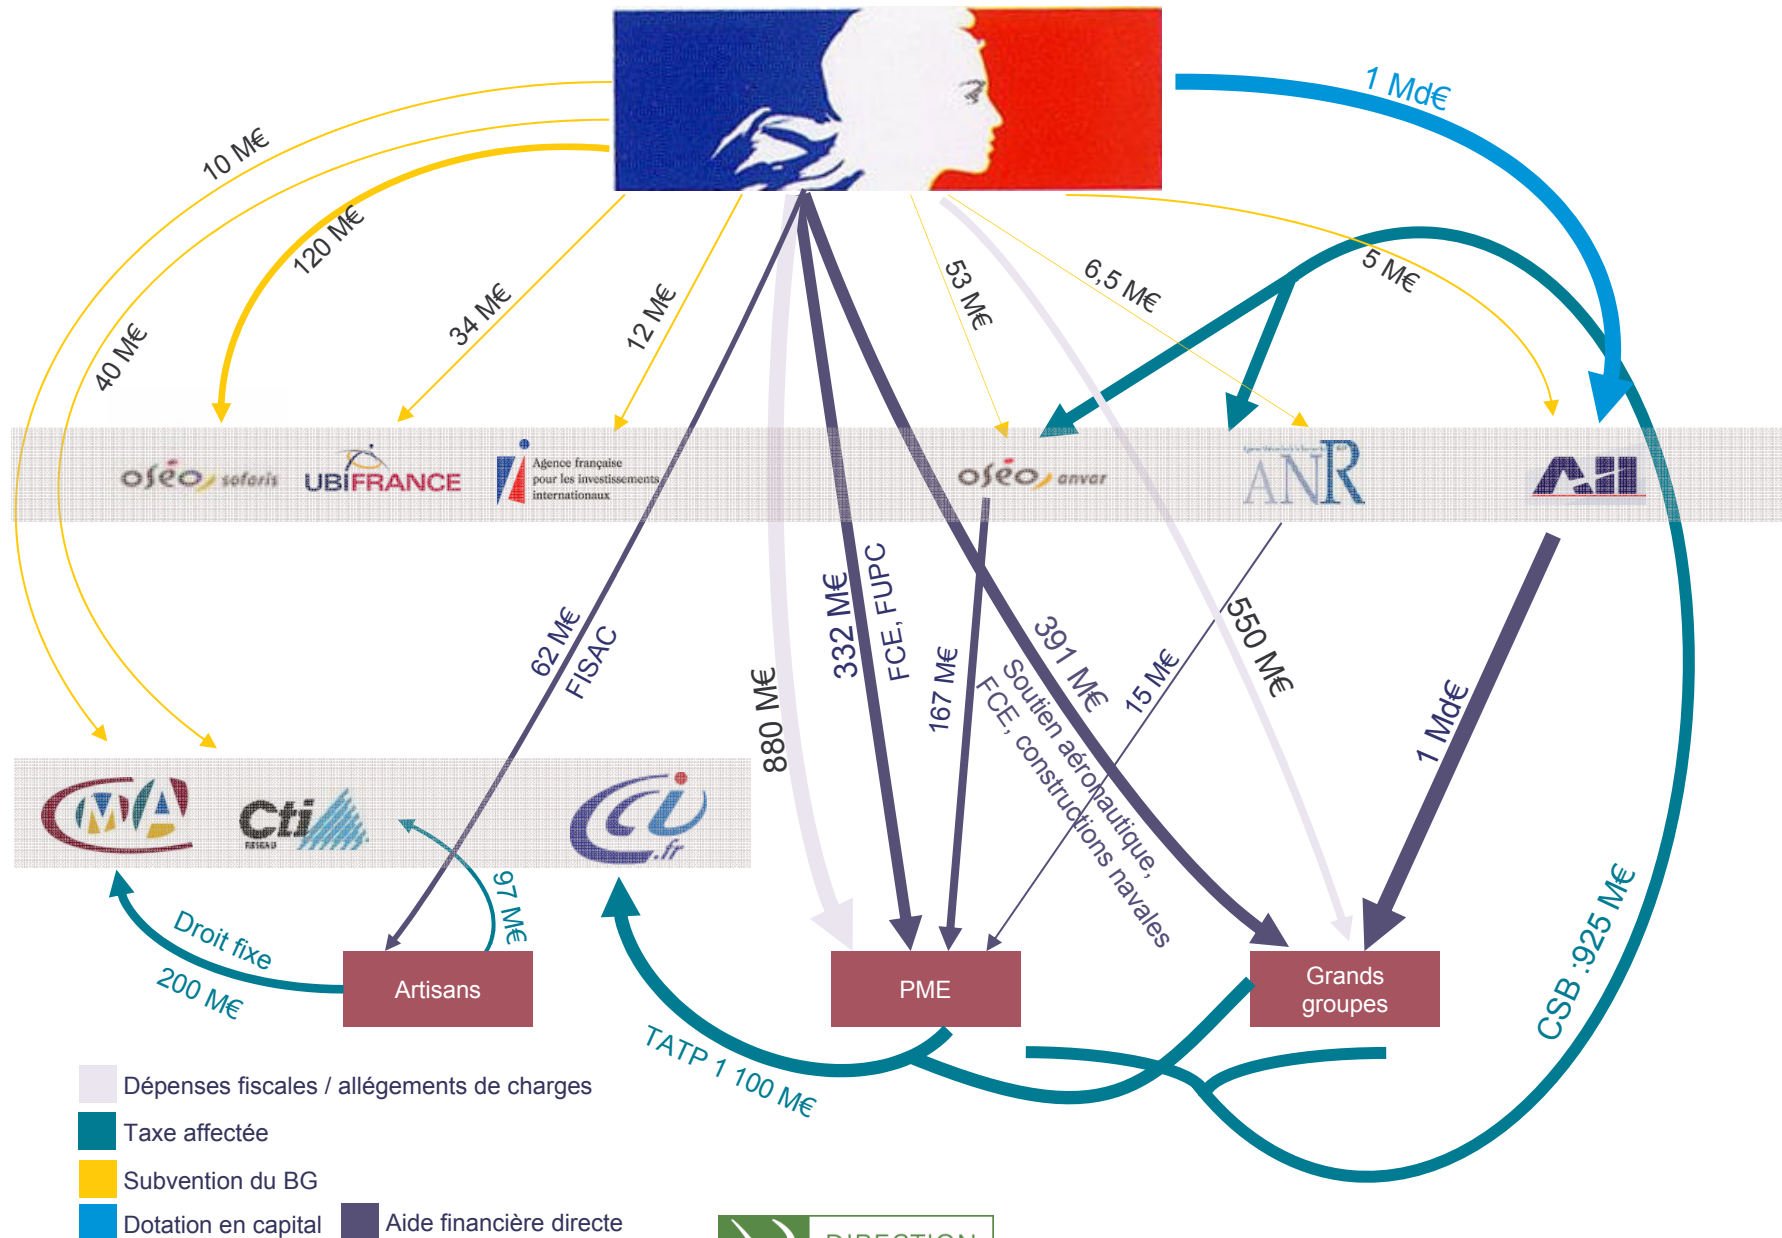 1 Md€
10 M€
120 M€
40 M€
34 M€
12 M€
53 M€
6,5 M€
5 M€
oséo sofaris
UBIFRANCE
Agence française
pour les investissements
internationaux
oséo anvar
ANR
AII
62 M€
FISAC
880 M€
332 M€
FCE, FUPC
167 M€
391 M€
Soutien aéronautique,
FCE, constructions navales
15 M€
550 M€
1 Md€
CMA
Cti
RESEAU
CCi
.fr
97 M€
Droit fixe
200 M€
Artisans
PME
Grands
groupes
TATP 1 100 M€
CSB :925 M€
Dépenses fiscales / allégements de charges
Taxe affectée
Subvention du BG
Dotation en capital
Aide financière directe
DIRECTION